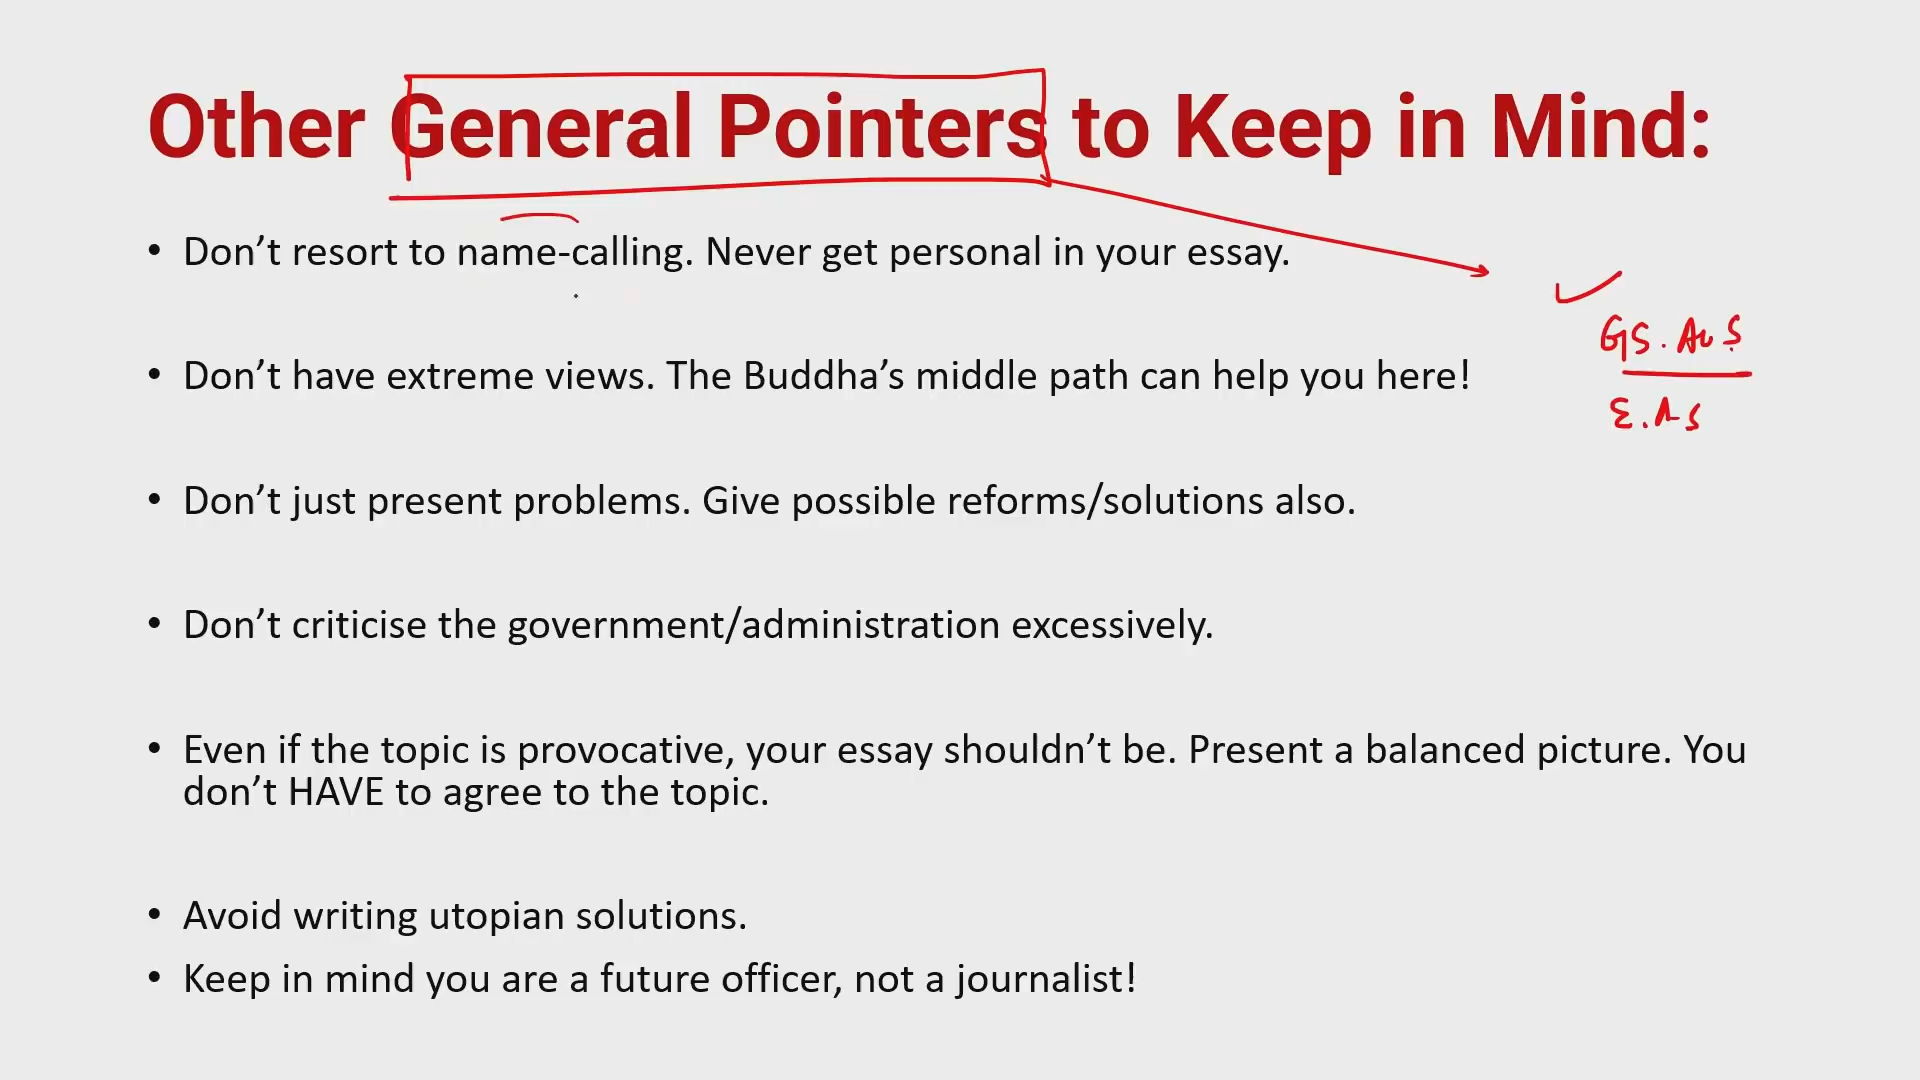 Other General Pointers to Keep in Mind:
• Don’t resort to name-calling. Never get personal in your essay.
• Don’t have extreme views. The Buddha’s middle path can help you here!
• Don’t just present problems. Give possible reforms/solutions also.
• Don’t criticise the government/administration excessively.
• Even if the topic is provocative, your essay shouldn’t be. Present a balanced picture. You
don’t HAVE to agree to the topic.
• Avoid writing utopian solutions.
• Keep in mind you are a future officer, not a journalist!
GS.